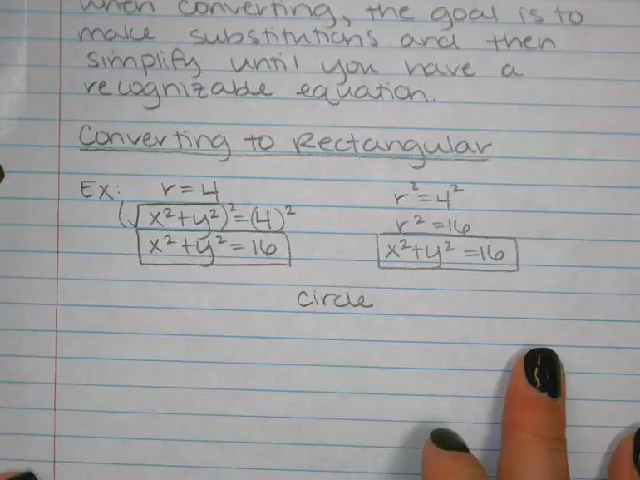 when converting, the goal is to
make substitutions and then
simplify until you have a
recognizable equation.
Converting to Rectangular
Ex: r = 4
(√x²+y²)² = (4)²
x²+y² = 16
r² = 4²
r² = 16
x²+y² = 16
circle